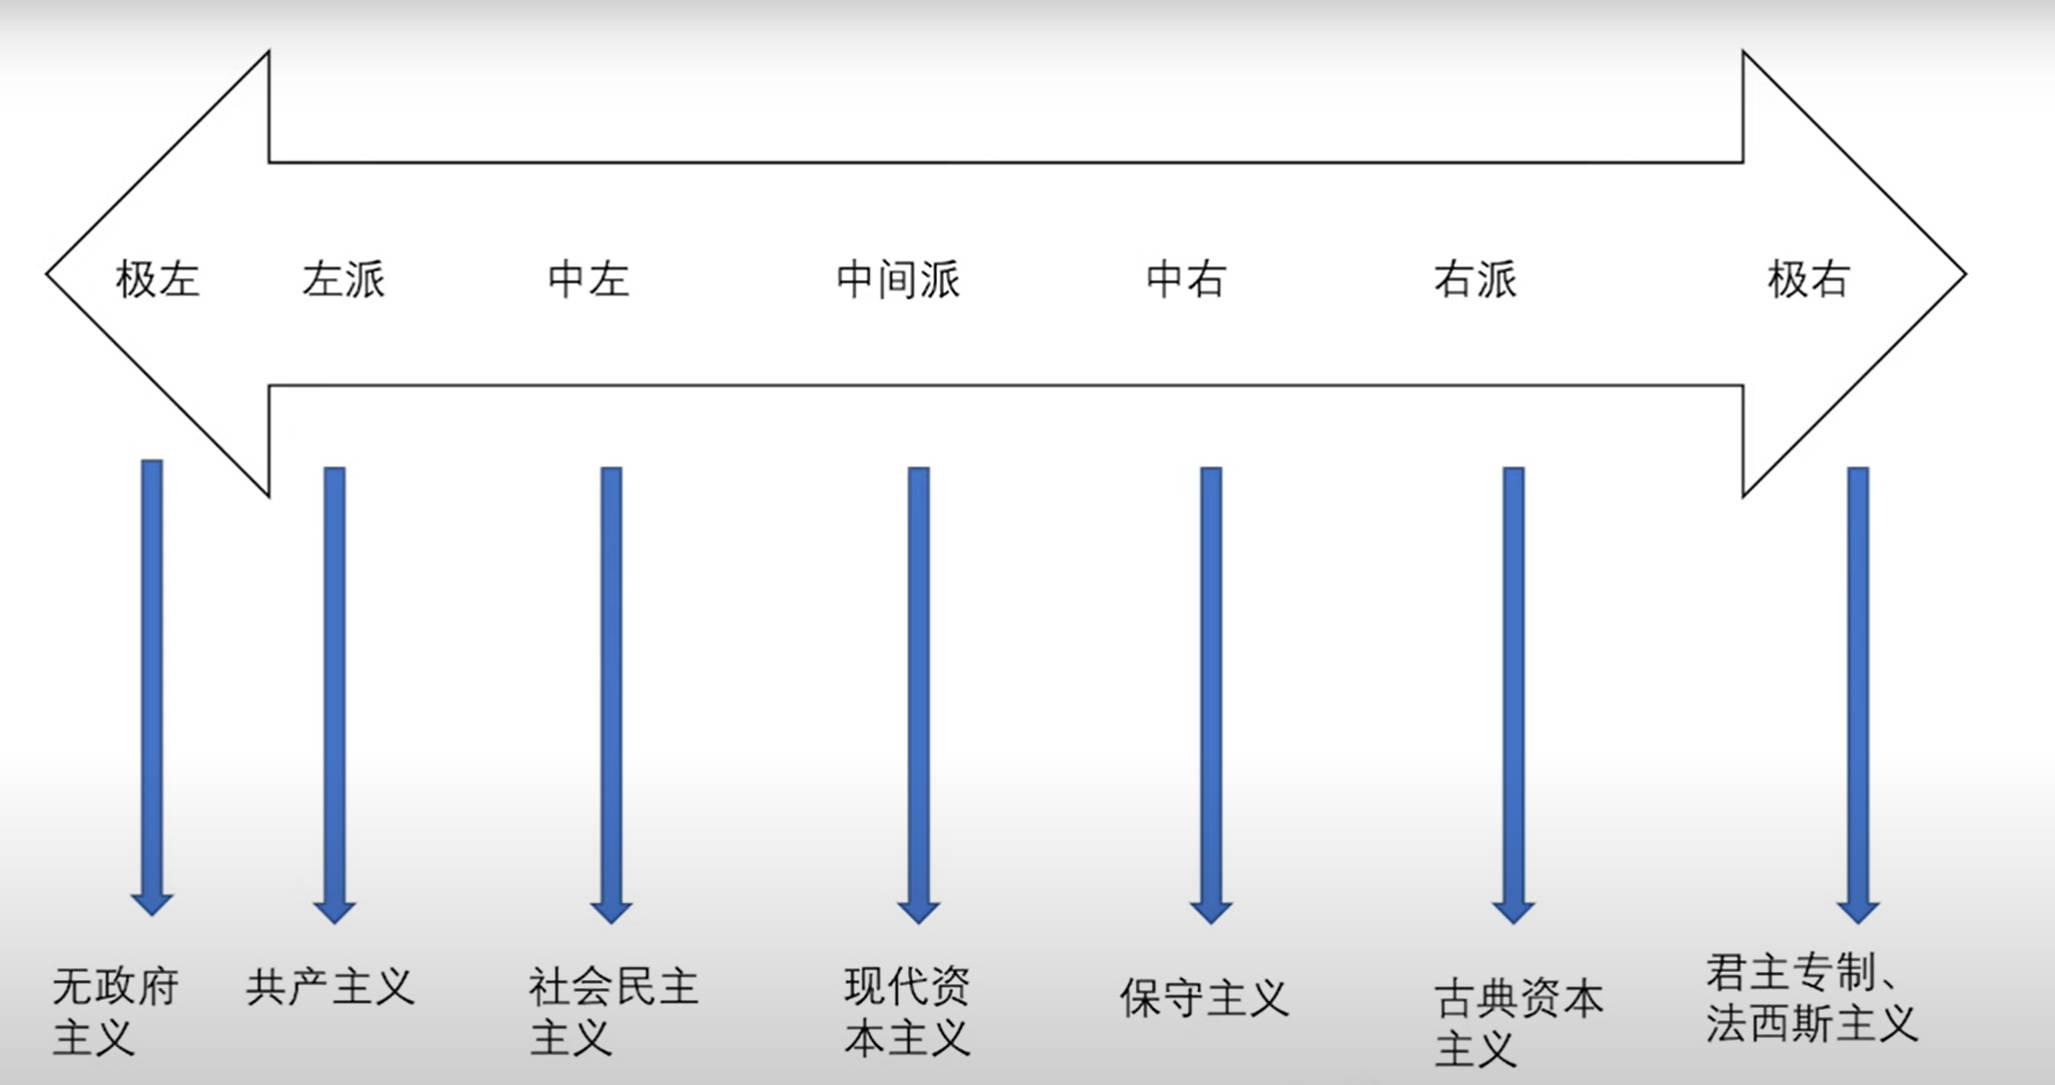 极左
左派
中左
中间派
中右
右派
极右
无政府
主义
共产主义
社会民主
主义
现代资
本主义
保守主义
古典资本
主义
君主专制、
法西斯主义